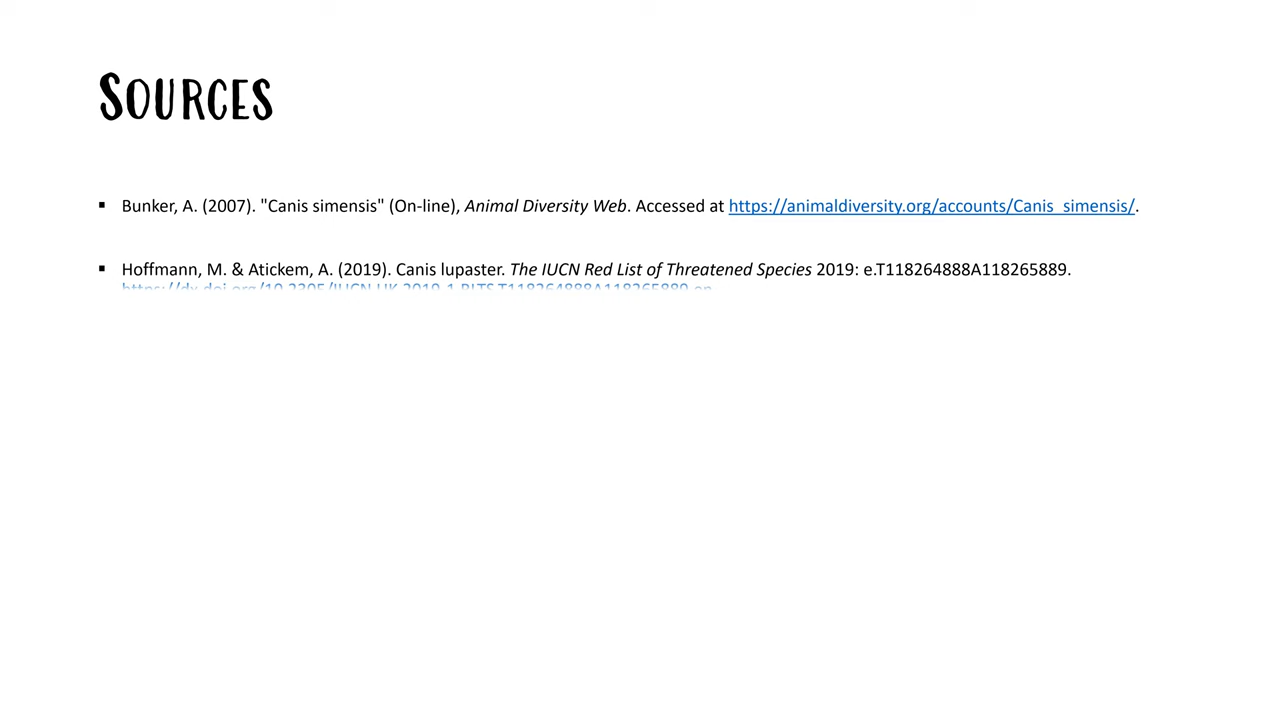 SOURCES
▪ Bunker, A. (2007). "Canis simensis" (On-line), Animal Diversity Web. Accessed at https://animaldiversity.org/accounts/Canis_simensis/.
▪ Hoffmann, M. & Atickem, A. (2019). Canis lupaster. The IUCN Red List of Threatened Species 2019: e.T118264888A118265889.